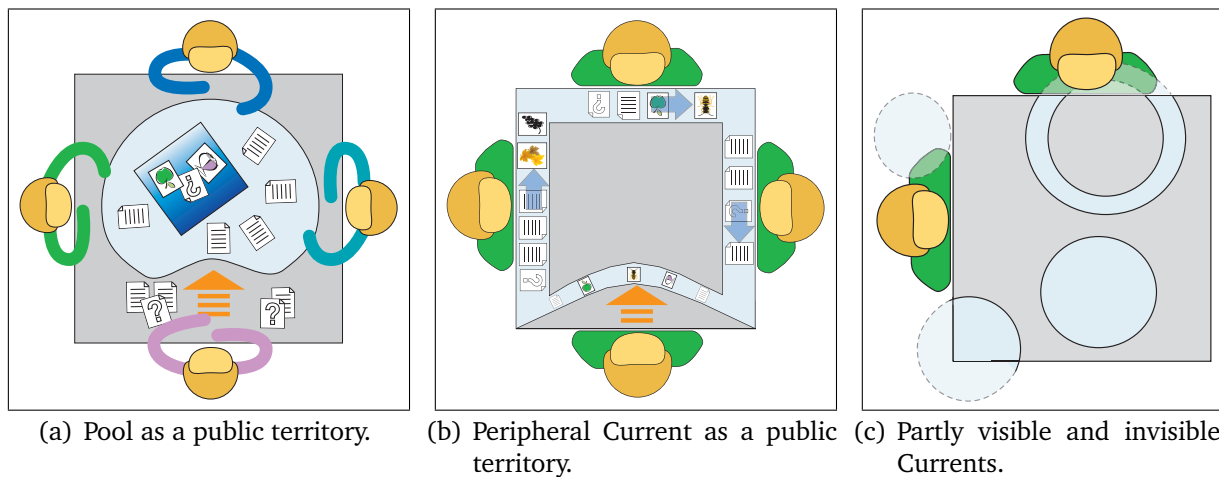 (a) Pool as a public territory.
(b) Peripheral Current as a public
territory.
(c) Partly visible and invisible
Currents.